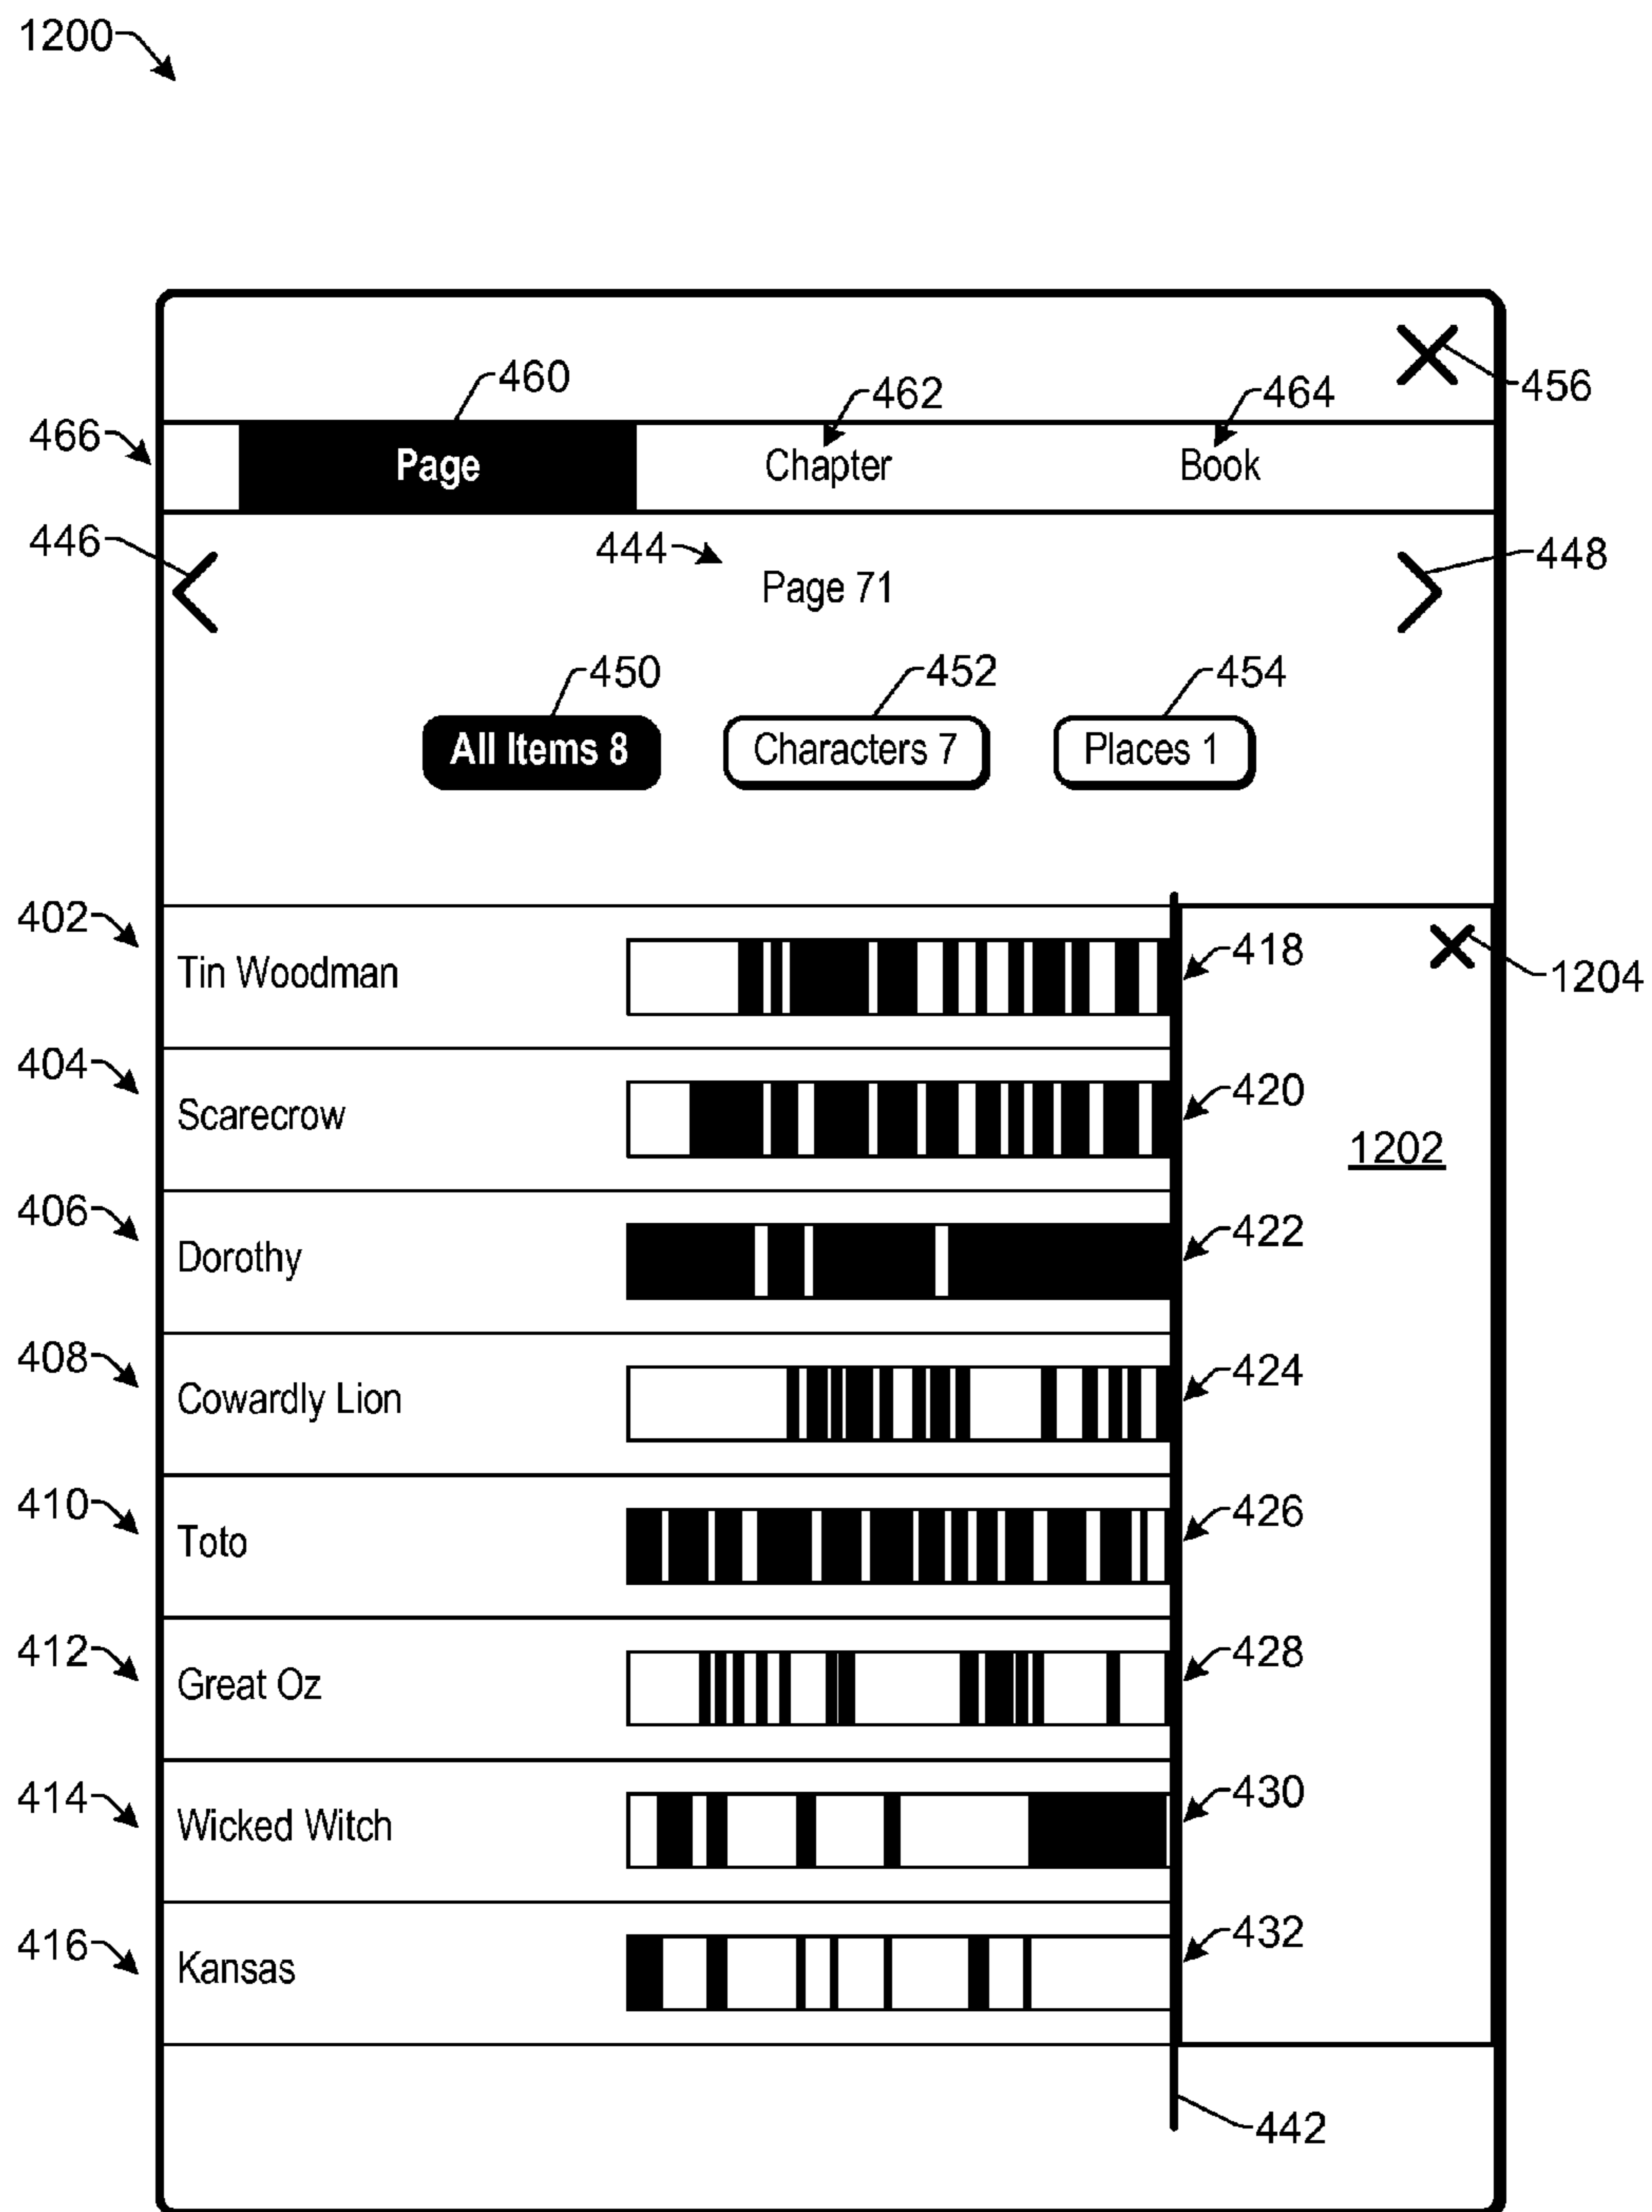 1200
460
462
464
456
466
Page
Chapter
Book
446
444
448
Page 71
450
452
454
All Items 8
Characters 7
Places 1
402
Tin Woodman
418
1204
404
Scarecrow
420
1202
406
Dorothy
422
408
Cowardly Lion
424
410
Toto
426
412
Great Oz
428
414
Wicked Witch
430
416
Kansas
432
442